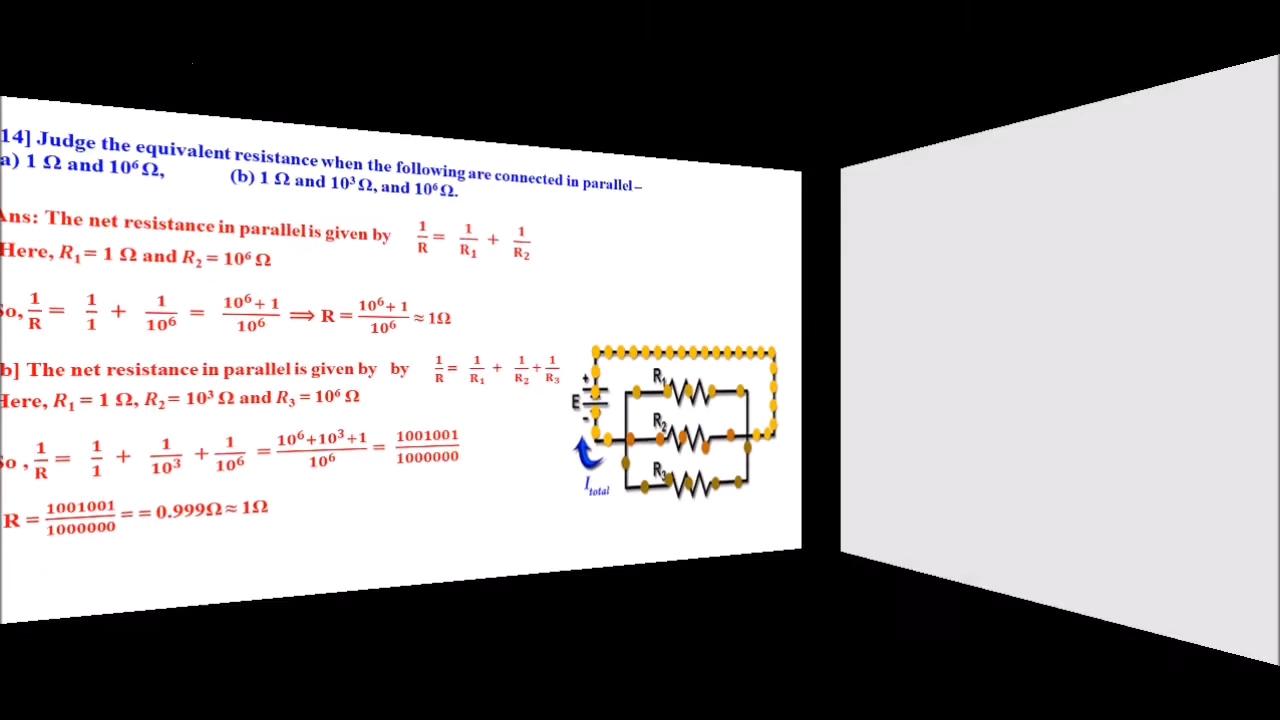 14] Judge the equivalent resistance when the following are connected in parallel–
a) 1 Ω and 10⁶ Ω, (b) 1 Ω and 10³ Ω, and 10⁶ Ω.
Ans: The net resistance in parallel is given by 1/R = 1/R₁ + 1/R₂
Here, R₁ = 1 Ω and R₂ = 10⁶ Ω
So, 1/R = 1/1 + 1/10⁶ = 10⁶ + 1/10⁶ ⟹ R = 10⁶ + 1/10⁶ ≈ 1Ω
b] The net resistance in parallel is given by by 1/R = 1/R₁ + 1/R₂ + 1/R₃
Here, R₁ = 1 Ω, R₂ = 10³ Ω and R₃ = 10⁶ Ω
So , 1/R = 1/1 + 1/10³ + 1/10⁶ = 10⁶+10³+1/10⁶ = 1001001/1000000
R = 1001001/1000000 = = 0.999Ω ≈ 1Ω
R₁
+
E
R₂
-
R₃
I total